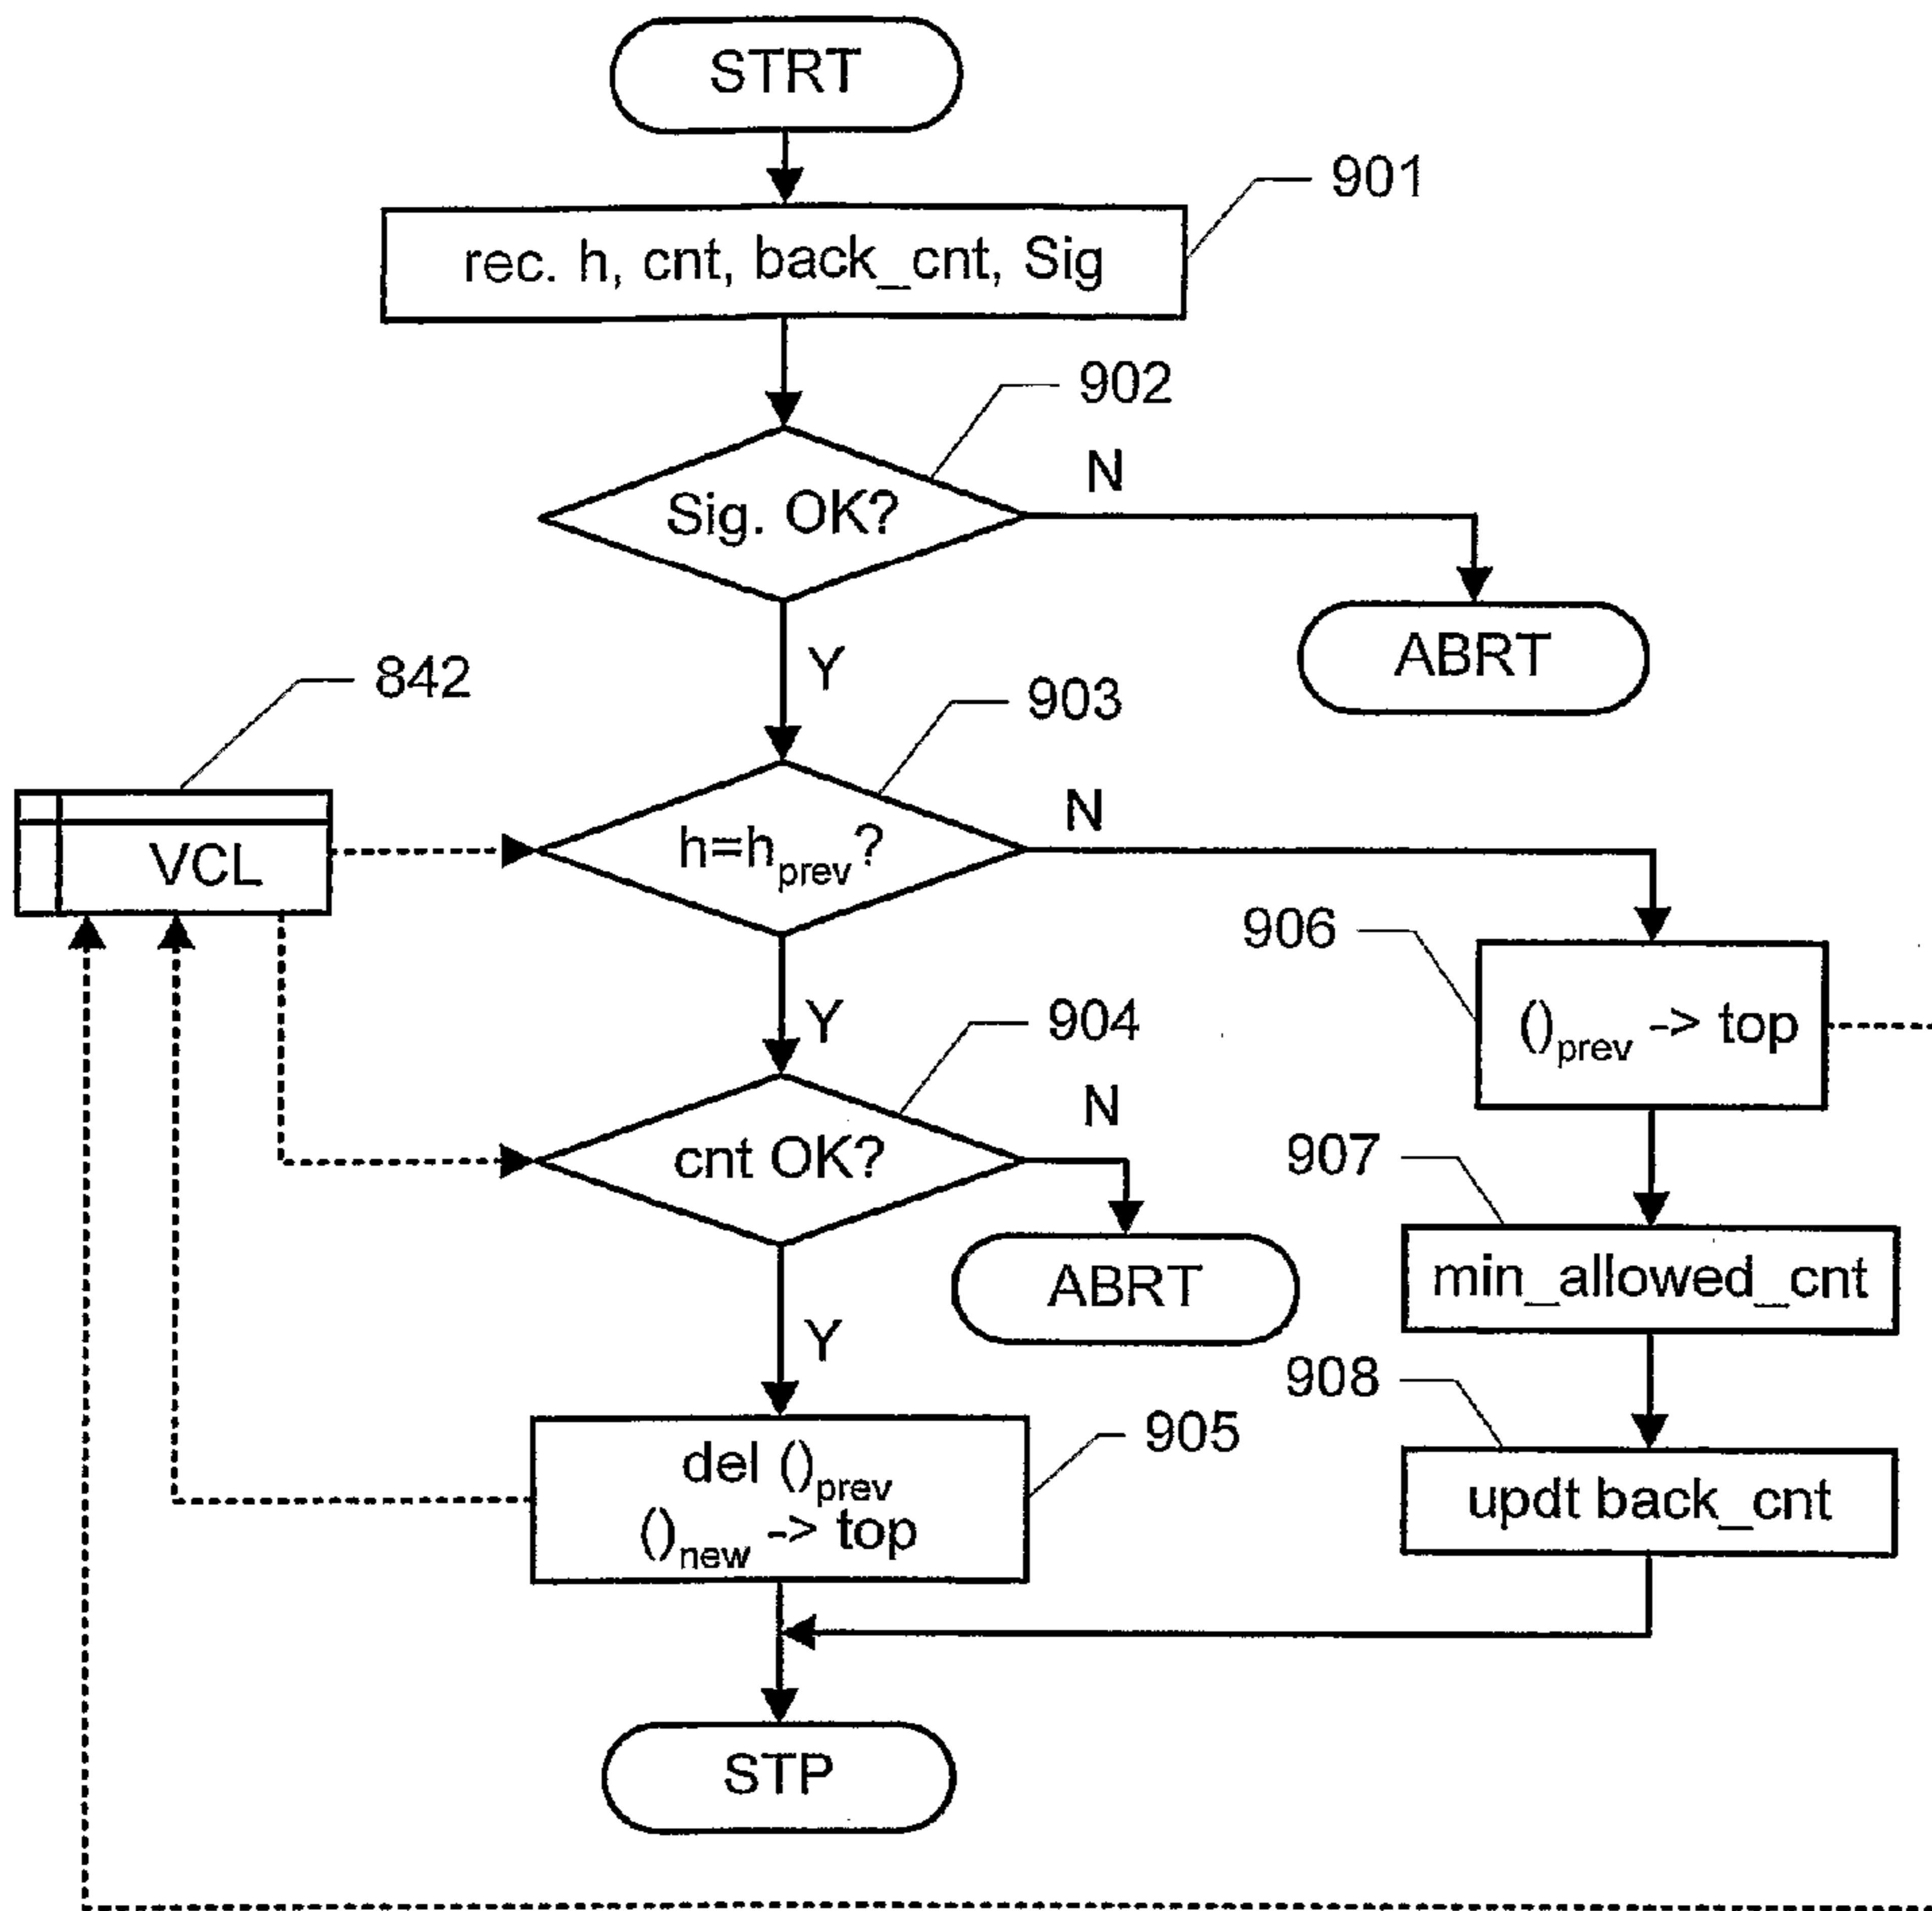 STRT
901
rec. h, cnt, back_cnt, Sig
902
N
Sig. OK?
ABRT
Y
842
903
N
VCL
h=hprev?
906
Y
904
()prev -> top
N
cnt OK?
907
ABRT
min_allowed_cnt
Y
908
905
del ()prev
()new -> top
updt back_cnt
STP